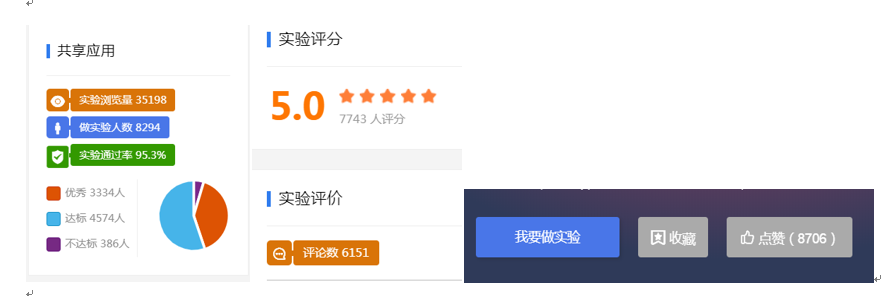 共享应用
实验浏览量 35198
做实验人数 8294
实验通过率 95.3%
优秀 3334人
达标 4574人
不达标 386人
实验评分
5.0
7743 人评分
实验评价
评论数 6151
我要做实验
收藏
点赞 ( 8706 )